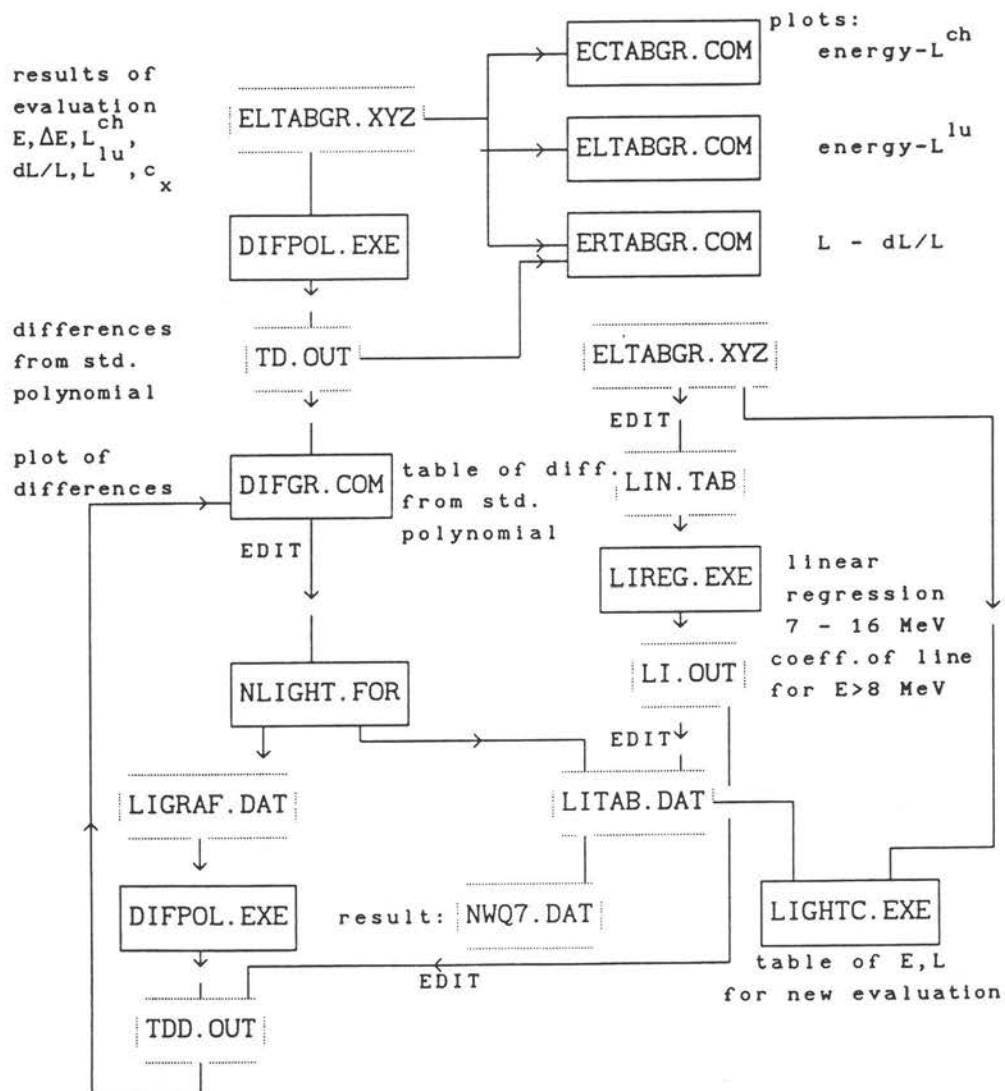 plots:
ECTABGR.COM
energy-L^ch
results of
evaluation
E,ΔE,L^ch,
dL/L,L^lu,c_x
ELTABGR.XYZ
ELTABGR.COM
energy-L^lu
DIFPOL.EXE
ERTABGR.COM
L - dL/L
differences
from std.
polynomial
TD.OUT
ELTABGR.XYZ
EDIT
plot of
differences
DIFGR.COM
table of diff.
from std.
polynomial
LIN.TAB
EDIT
LIREG.EXE
linear
regression
7 - 16 MeV
coeff.of line
for E>8 MeV
LI.OUT
NLIGHT.FOR
EDIT
LIGRAF.DAT
LITAB.DAT
DIFPOL.EXE
result:
NWQ7.DAT
LIGHTC.EXE
table of E,L
for new evaluation
EDIT
TDD.OUT